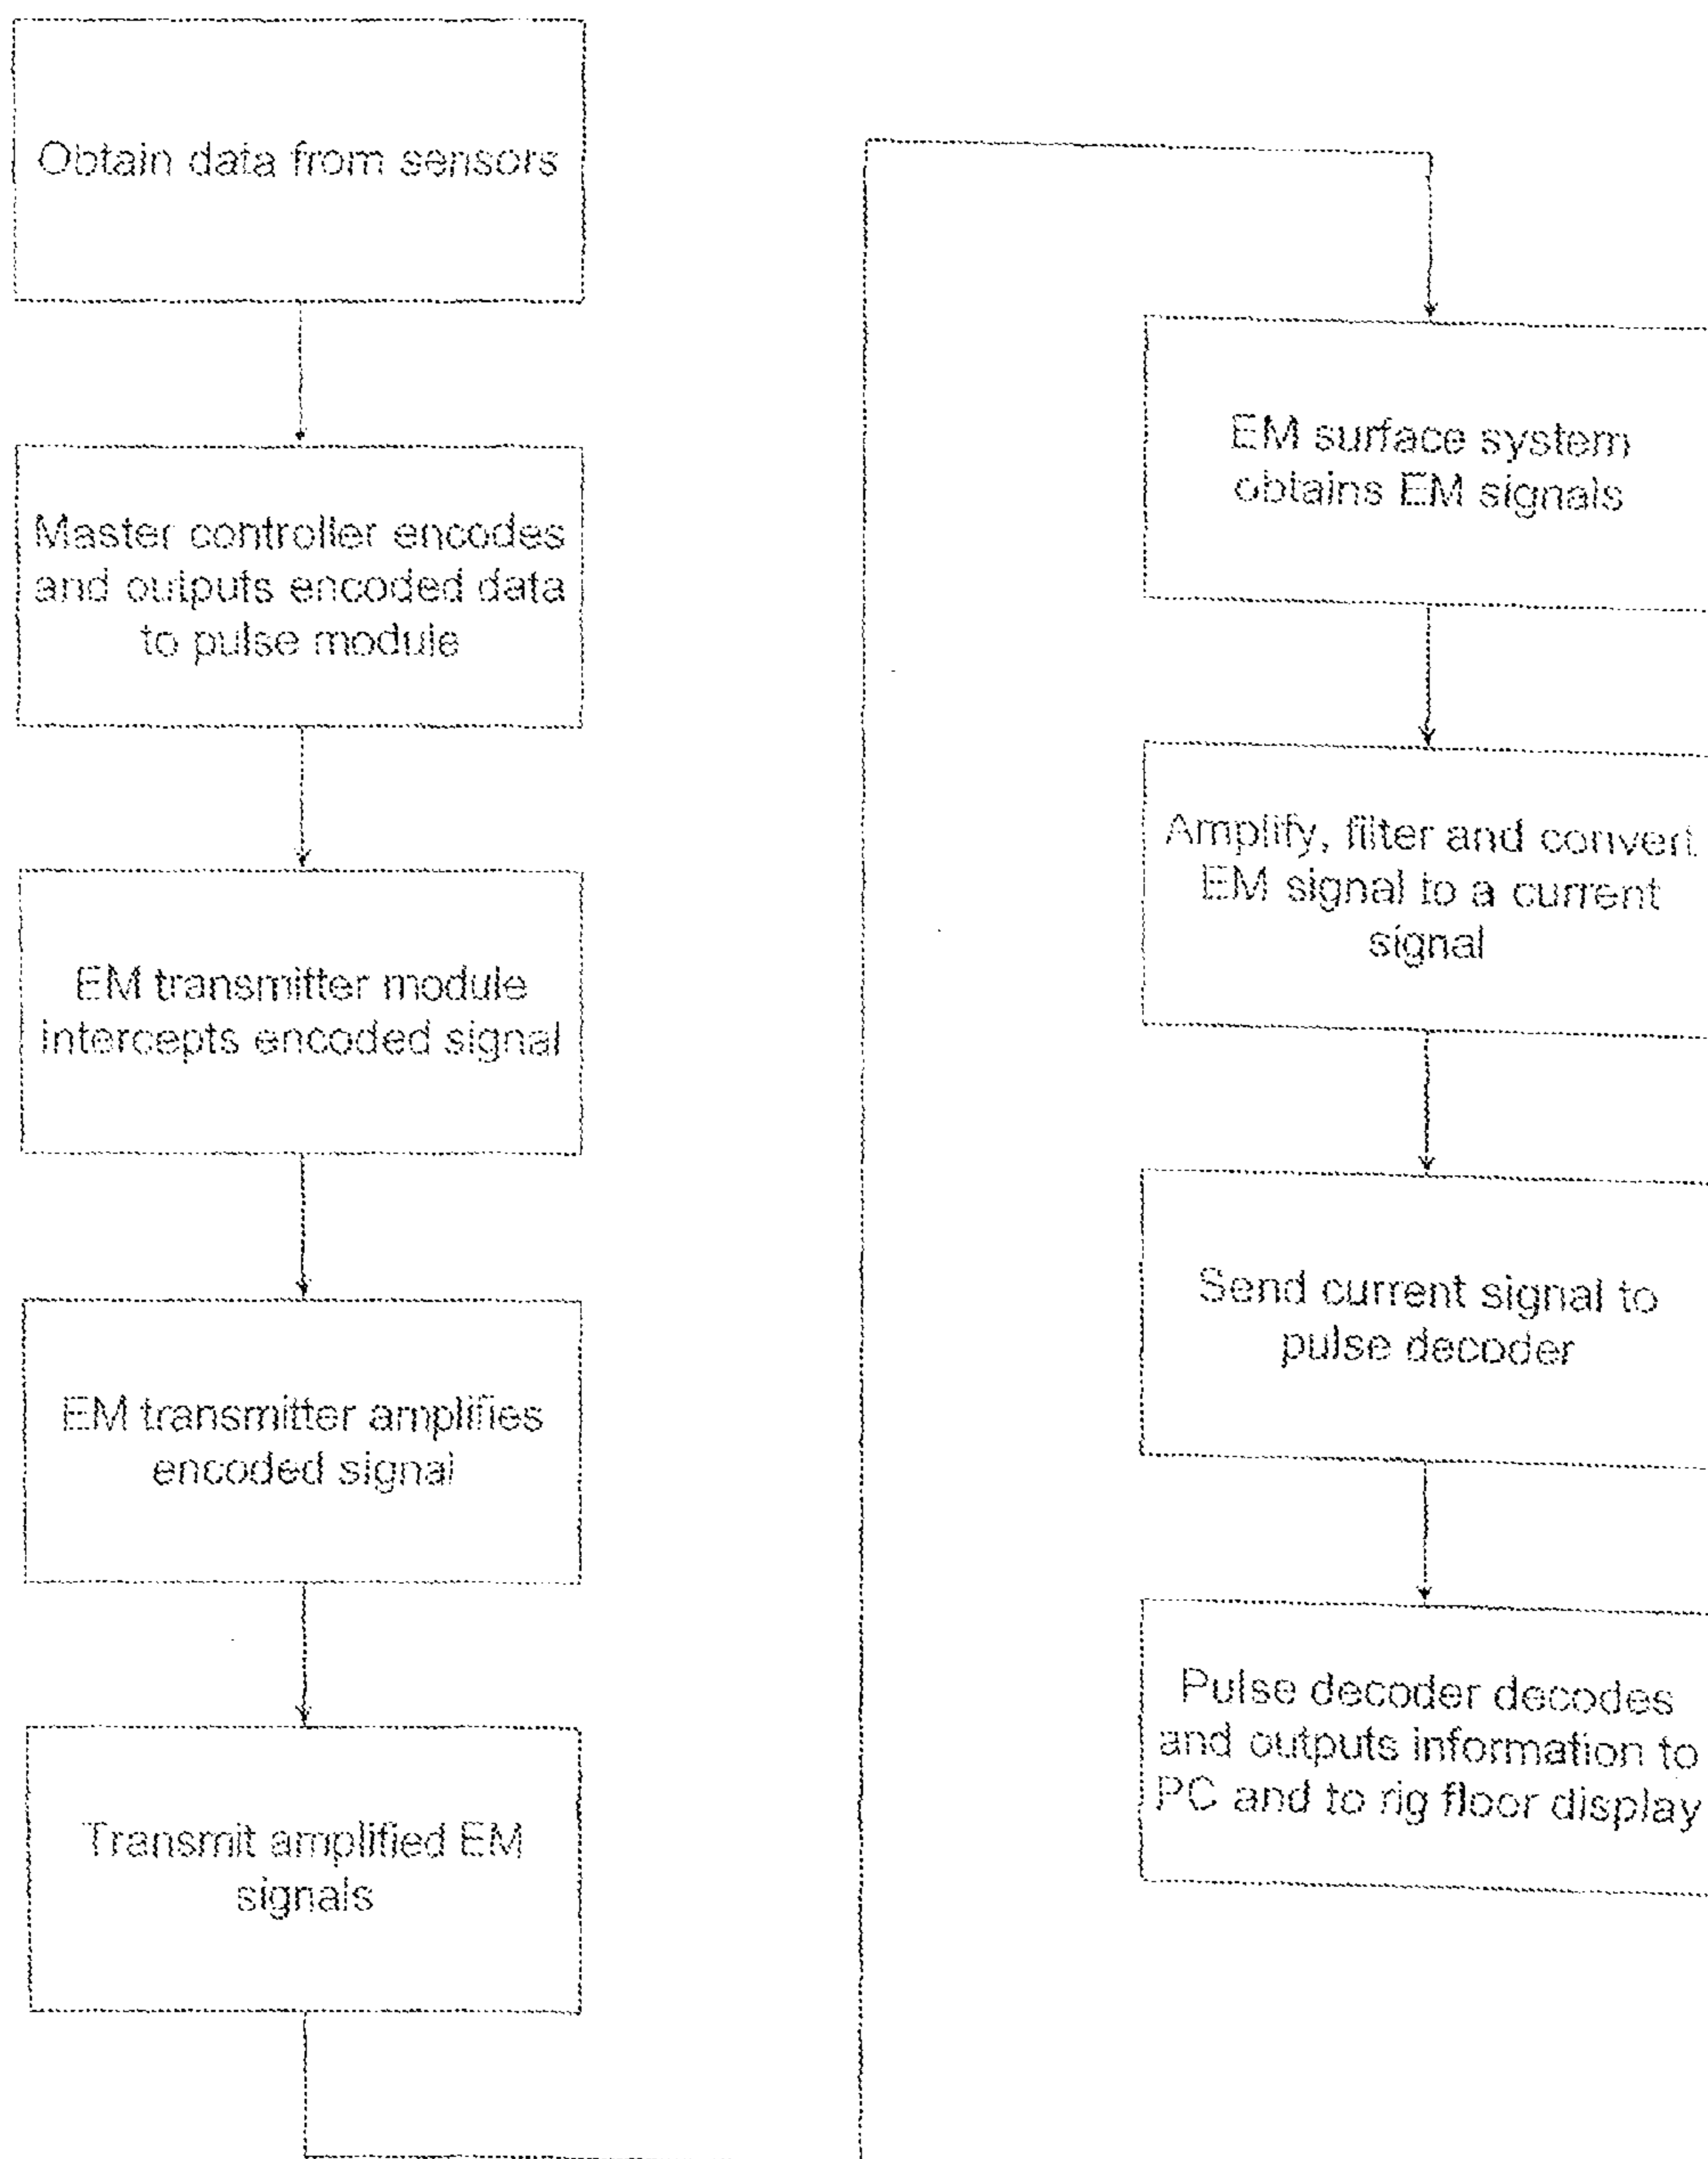 Obtain data from sensors
Master controller encodes
and outputs encoded data
to pulse module
EM transmitter module
intercepts encoded signal
EM transmitter amplifies
encoded signal
Transmit amplified EM
signals
EM surface system
obtains EM signals
Amplify, filter and convert
EM signal to a current
signal
Send current signal to
pulse decoder
Pulse decoder decodes
and outputs information to
PC and to rig floor display